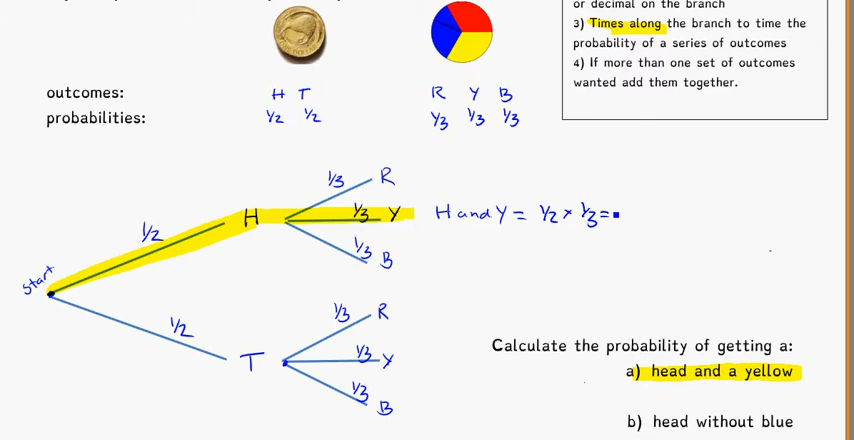 or decimal on the branch
3) Times along the branch to time the
probability of a series of outcomes
4) If more than one set of outcomes
wanted add them together.
outcomes: H T R Y B
probabilities: 1/2 1/2 1/3 1/3 1/3
1/3 R
1/2 H 1/3 Y H and Y = 1/2 × 1/3 =
1/3 B
Start
1/3 R
1/2 T 1/3 Y
1/3 B
Calculate the probability of getting a:
a) head and a yellow
b) head without blue